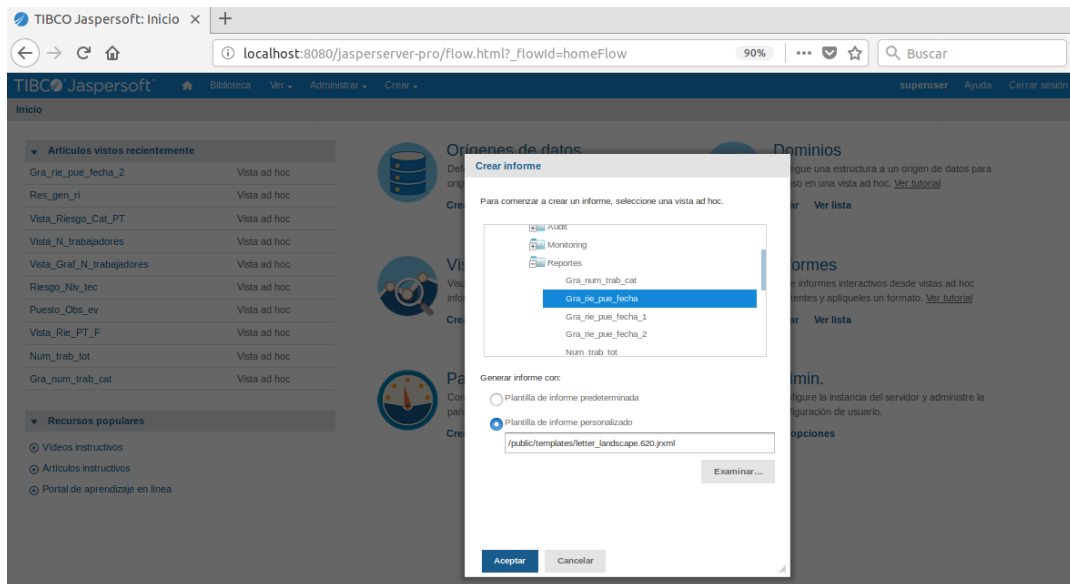 TIBCO Jaspersoft: Inicio
localhost:8080/jasperserver-pro/flow.html?_flowId=homeFlow
90%
Buscar
TIBCO Jaspersoft
Biblioteca Ver Administrar Crear
superuser Ayuda Cerrar sesión
Inicio
Artículos vistos recientemente
Gra_rie_pue_fecha_2 Vista ad hoc
Res_gen_ri Vista ad hoc
Vista_Riesgo_Cat_PT Vista ad hoc
Vista_N_trabajadores Vista ad hoc
Vista_Graf_N_trabajadores Vista ad hoc
Riesgo_Niv_tec Vista ad hoc
Puesto_Obs_ev Vista ad hoc
Vista_Rie_PT_F Vista ad hoc
Num_trab_tot Vista ad hoc
Gra_num_trab_cat Vista ad hoc
Recursos populares
Vídeos instructivos
Artículos instructivos
Portal de aprendizaje en línea
Orígenes de datos
Crear informe
Para comenzar a crear un informe, seleccione una vista ad hoc.
Audit
Monitoring
Reportes
Gra_num_trab_cat
Gra_rie_pue_fecha
Gra_rie_pue_fecha_1
Gra_rie_pue_fecha_2
Num_trab_tot
Generar informe con:
Plantilla de informe predeterminada
Plantilla de informe personalizado
/public/templates/letter_landscape.620.jrxml
Examinar...
Aceptar Cancelar
Dominios
egue una estructura a un origen de datos para
so en una vista ad hoc. Ver tutorial
ar Ver lista
ormes
e informes interactivos desde vistas ad hoc
entes y aplíqueles un formato. Ver tutorial
ar Ver lista
min.
figure la instancia del servidor y administre la
figuración de usuario.
opciones